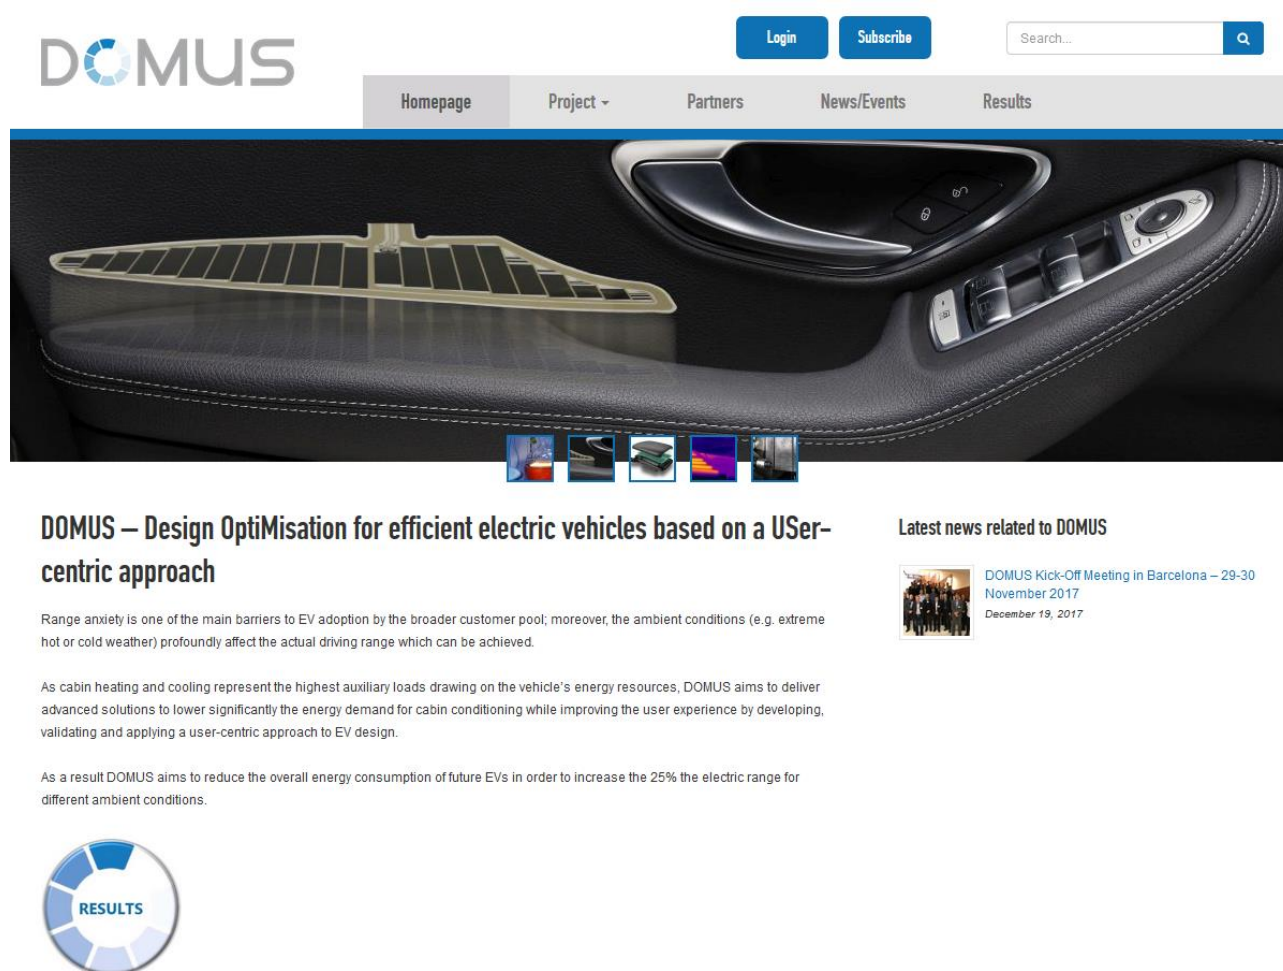 DOMUS
Login
Subscribe
Search...
Homepage
Project
Partners
News/Events
Results
DOMUS – Design OptiMisation for efficient electric vehicles based on a USer-
centric approach
Range anxiety is one of the main barriers to EV adoption by the broader customer pool; moreover, the ambient conditions (e.g. extreme
hot or cold weather) profoundly affect the actual driving range which can be achieved.
As cabin heating and cooling represent the highest auxiliary loads drawing on the vehicle's energy resources, DOMUS aims to deliver
advanced solutions to lower significantly the energy demand for cabin conditioning while improving the user experience by developing,
validating and applying a user-centric approach to EV design.
As a result DOMUS aims to reduce the overall energy consumption of future EVs in order to increase the 25% the electric range for
different ambient conditions.
RESULTS
Latest news related to DOMUS
DOMUS Kick-Off Meeting in Barcelona – 29-30
November 2017
December 19, 2017